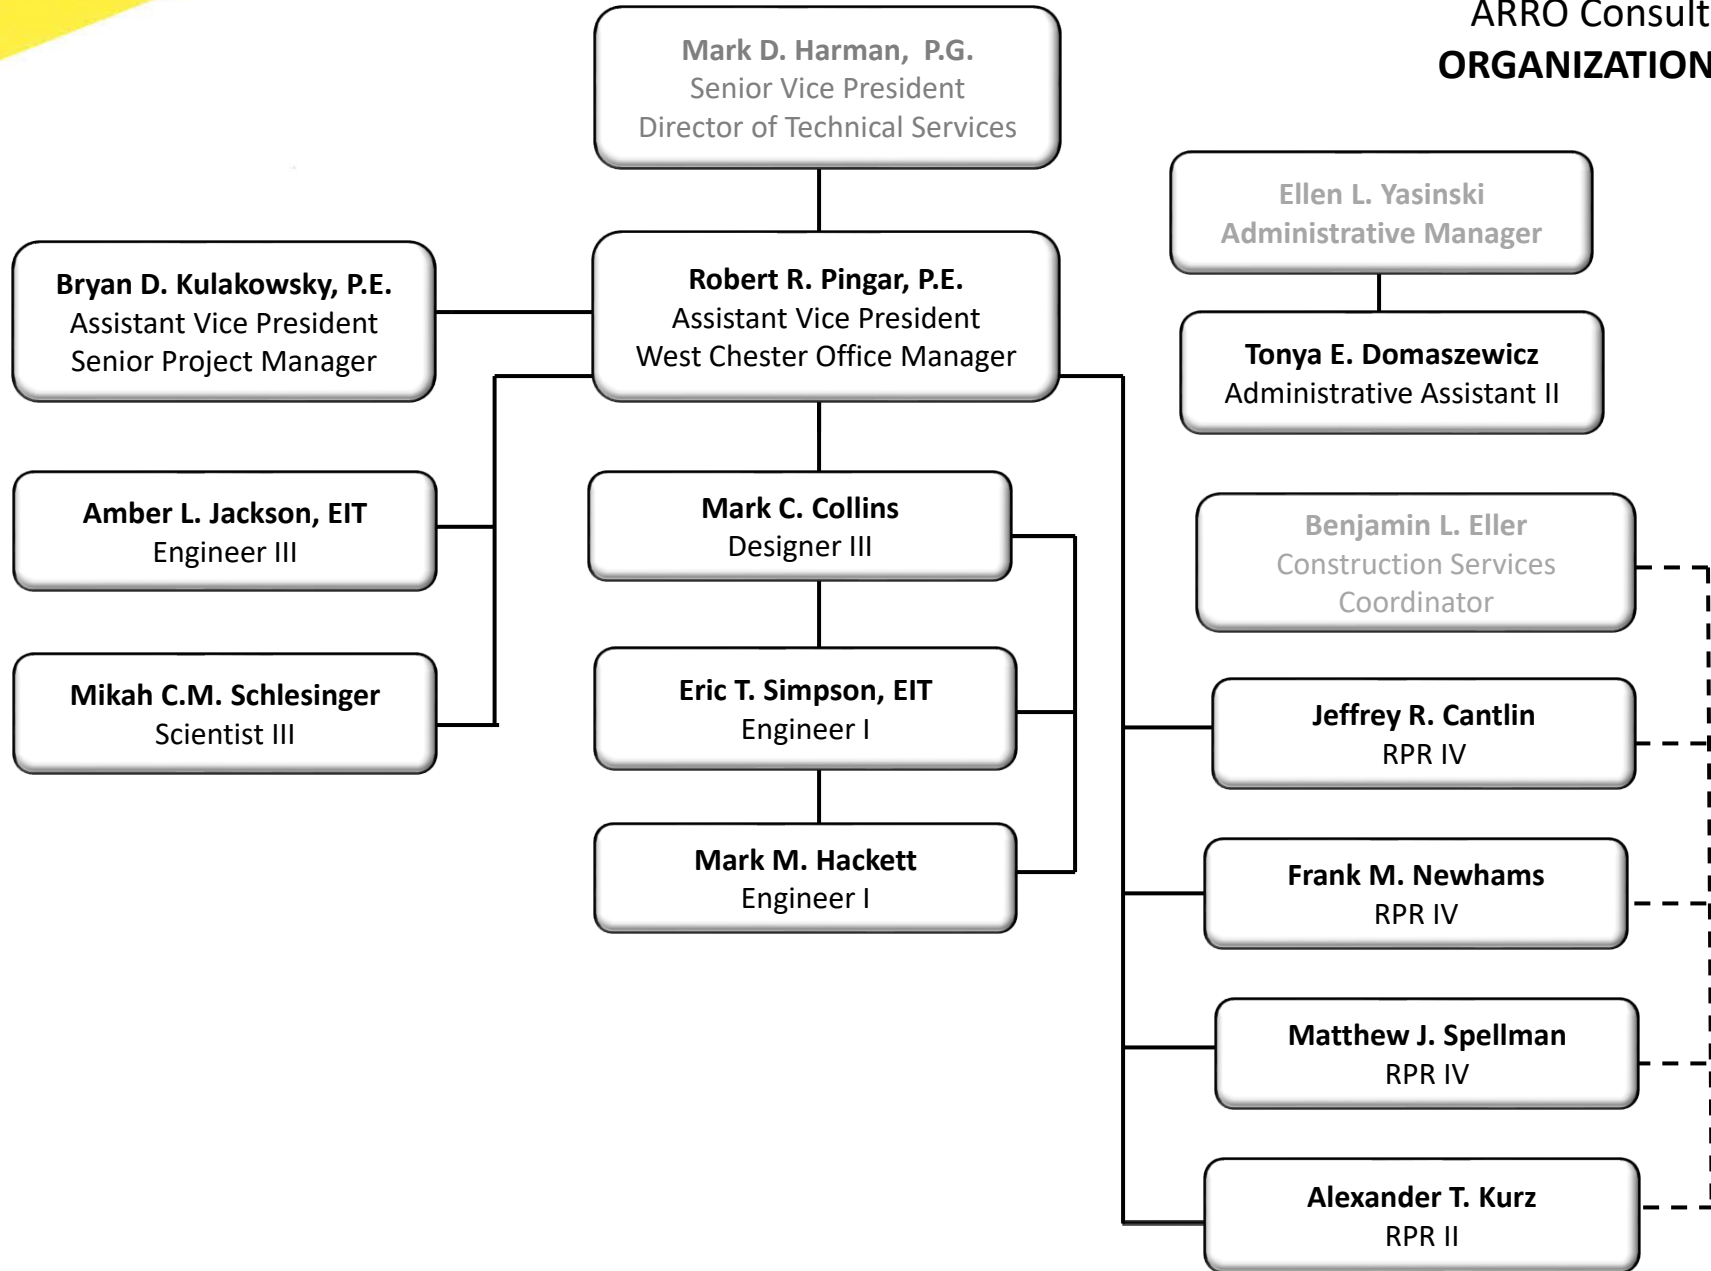 ARRO Consult
ORGANIZATION
Mark D. Harman, P.G.
Senior Vice President
Director of Technical Services
Ellen L. Yasinski
Administrative Manager
Bryan D. Kulakowsky, P.E.
Assistant Vice President
Senior Project Manager
Robert R. Pingar, P.E.
Assistant Vice President
West Chester Office Manager
Tonya E. Domaszewicz
Administrative Assistant II
Amber L. Jackson, EIT
Engineer III
Mark C. Collins
Designer III
Benjamin L. Eller
Construction Services
Coordinator
Mikah C.M. Schlesinger
Scientist III
Eric T. Simpson, EIT
Engineer I
Jeffrey R. Cantlin
RPR IV
Mark M. Hackett
Engineer I
Frank M. Newhams
RPR IV
Matthew J. Spellman
RPR IV
Alexander T. Kurz
RPR II